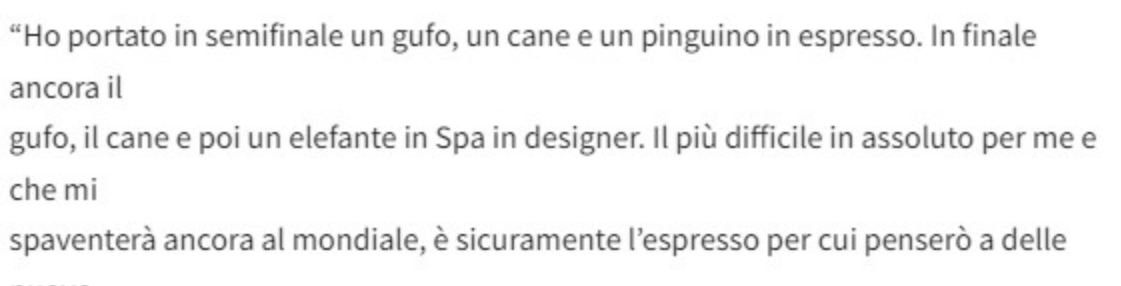 “Ho portato in semifinale un gufo, un cane e un pinguino in espresso. In finale
ancora il
gufo, il cane e poi un elefante in Spa in designer. Il più difficile in assoluto per me e
che mi
spaventerà ancora al mondiale, è sicuramente l’espresso per cui penserò a delle